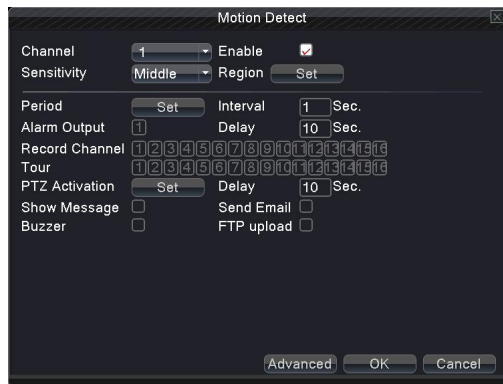 Motion Detect
Channel 1 Enable
Sensitivity Middle Region Set
Period Set Interval 1 Sec.
Alarm Output 1 Delay 10 Sec.
Record Channel 1 2 3 4 5 6 7 8 9 10 11 12 13 14 15 16
Tour 1 2 3 4 5 6 7 8 9 10 11 12 13 14 15 16
PTZ Activation Set Delay 10 Sec.
Show Message Send Email
Buzzer FTP upload
Advanced OK Cancel